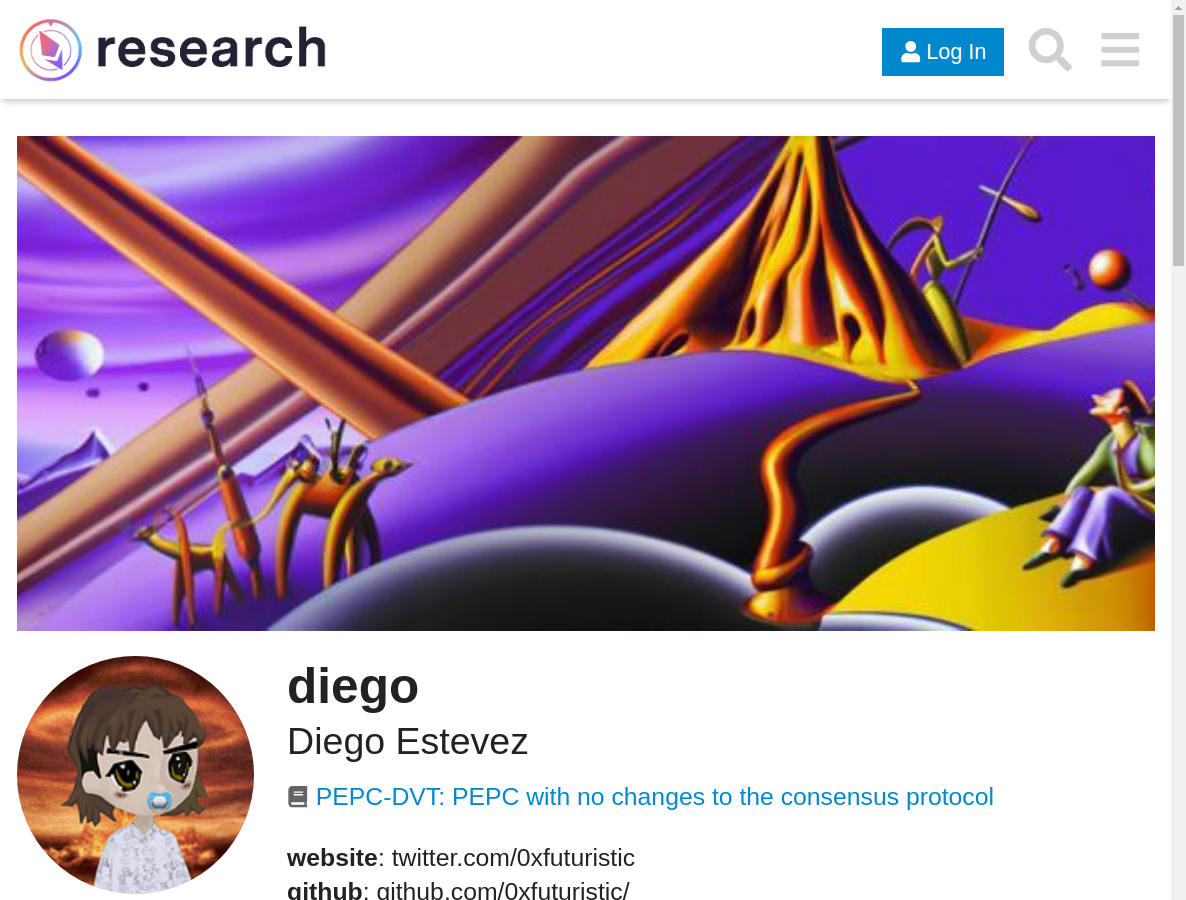 research
Log In
diego
Diego Estevez
PEPC-DVT: PEPC with no changes to the consensus protocol
website: twitter.com/0xfuturistic
github: github.com/0xfuturistic/